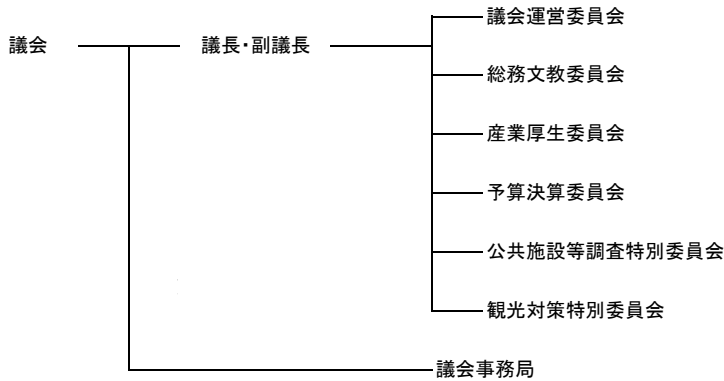 議会
議長・副議長
議会運営委員会
総務文教委員会
産業厚生委員会
予算決算委員会
公共施設等調査特別委員会
観光対策特別委員会
議会事務局